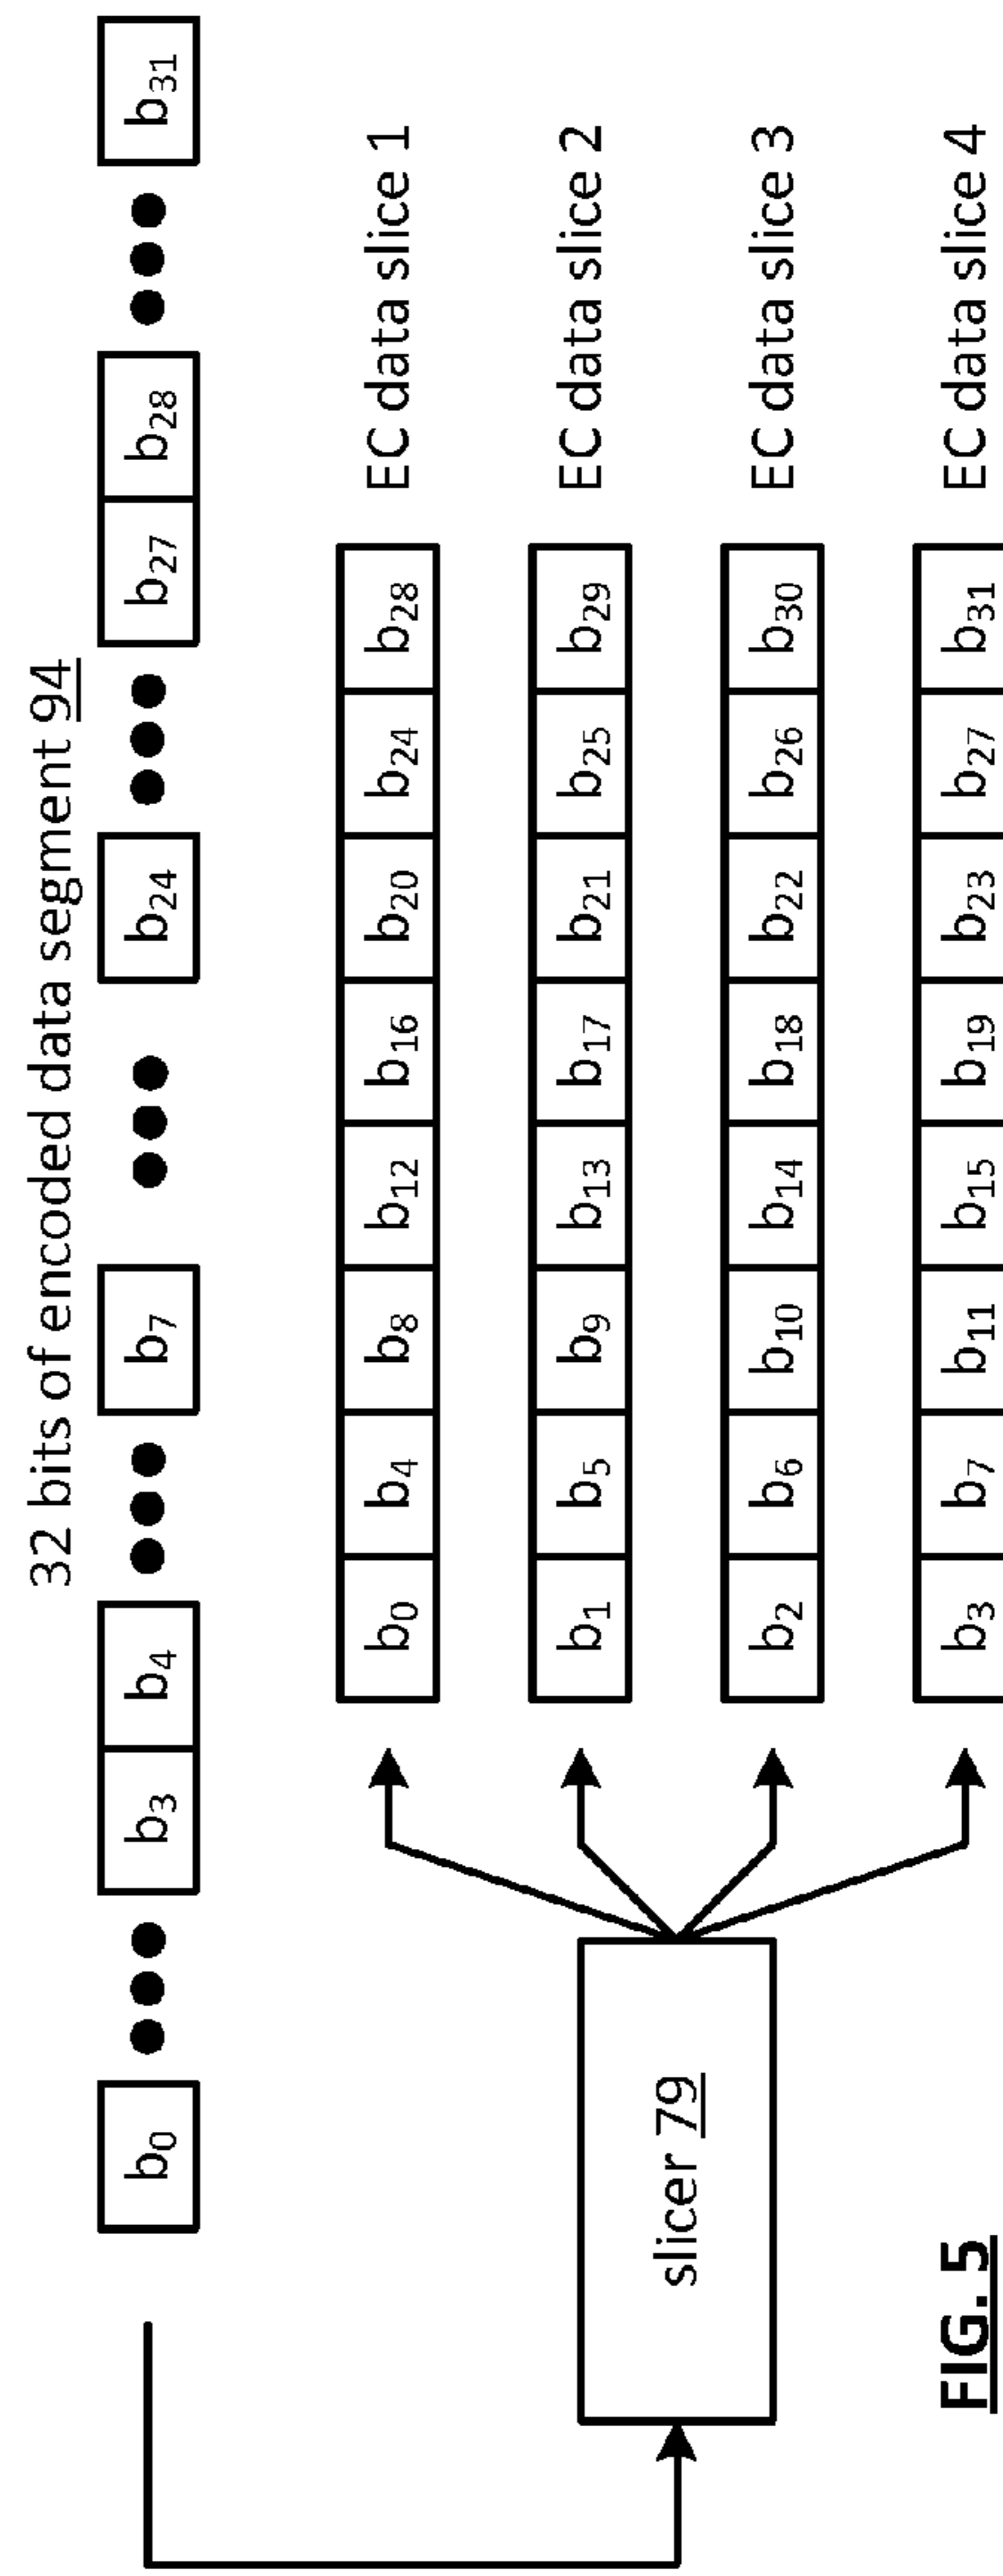 32 bits of encoded data segment 94
b0 b3 b4 b7 b24 b27 b28 b31
b0 b4 b8 b12 b16 b20 b24 b28 EC data slice 1
b1 b5 b9 b13 b17 b21 b25 b29 EC data slice 2
slicer 79
b2 b6 b10 b14 b18 b22 b26 b30 EC data slice 3
b3 b7 b11 b15 b19 b23 b27 b31 EC data slice 4
FIG. 5